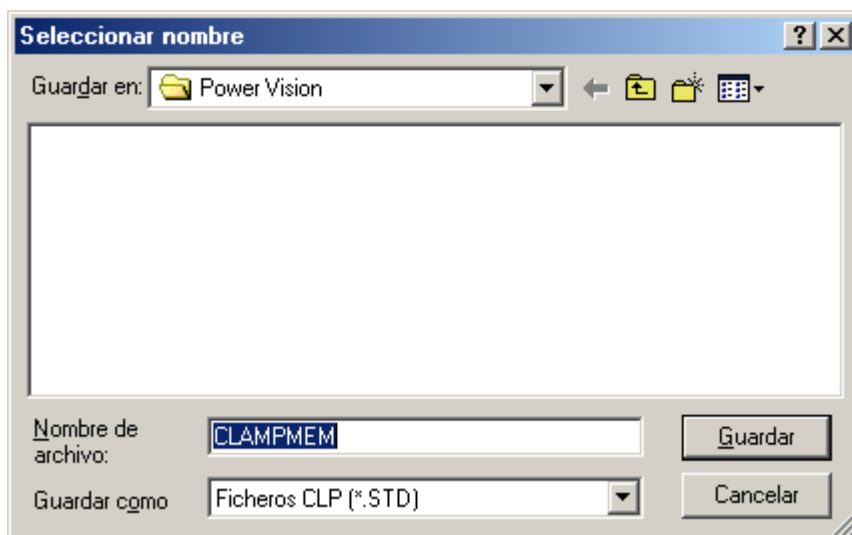 Seleccionar nombre
Guardar en: Power Vision
Nombre de
archivo:
CLAMPMEM
Guardar
Guardar como
Ficheros CLP (*.STD)
Cancelar